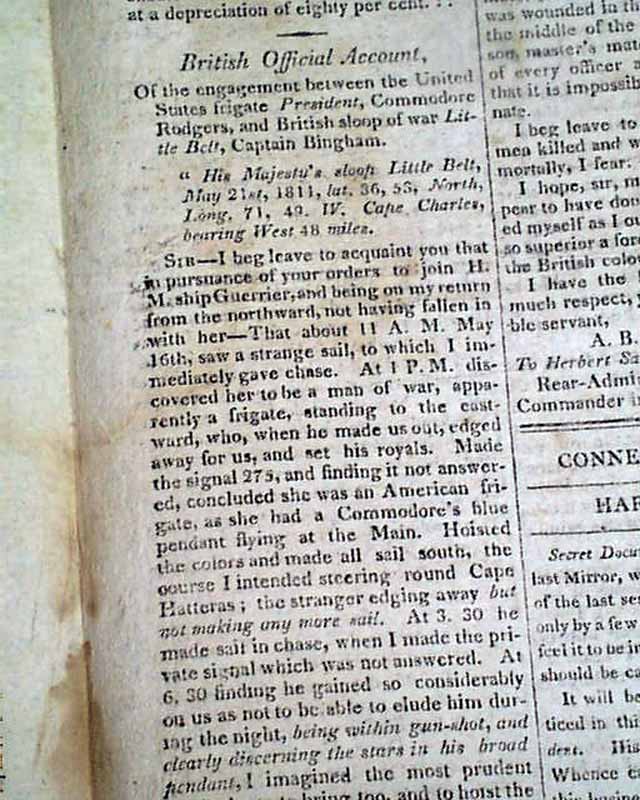 at a depreciation of eighty per cent. : .
British Official Account,
Of the engagement between the United
States frigate President, Commodore
Rodgers, and British sloop of war Lit-
tle Belt, Captain Bingham.
" His Majesty's sloop Little Belt,
May 21st, 1811, lat. 36, 53, North,
Long. 71, 49. W. Cape Charles,
bearing West 48 miles.
SIR—I beg leave to acquaint you that
in pursuance of your orders to join H.
M. ship Guerrier, and being on my return
from the northward, not having fallen in
with her—That about 11 A. M. May
16th, saw a strange sail, to which I im-
mediately gave chase. At 1 P. M. dis-
covered her to be a man of war, appa-
rently a frigate, standing to the east-
ward, who, when he made us out, edged
away for us, and set his royals. Made
the signal 275, and finding it not answer-
ed, concluded she was an American fri-
gate, as she had a Commodore's blue
pendant flying at the Main. Hoisted
the colors and made all sail south, the
course I intended steering round Cape
Hatteras ; the stranger edging away but
not making any more sail. At 3. 30 he
made sail in chase, when I made the pri-
vate signal which was not answered. At
6. 30 finding he gained so considerably
on us as not to be able to elude him dur-
ing the night, being within gun-shot, and
clearly discerning the stars in his broad
pendant, I imagined the most prudent
bring too, and to hoist the
was wounded in th
the middle of the
son, master's mat
of every officer a
that it is impossib
nate.
I beg leave to
men killed and w
mortally, I fear.
I hope, sir, m
pear to have don
ed myself as I ou
so superior a for
the British colo
I have the
much respect,
ble servant,
A. B.
To Herbert Sa
Rear-Admi
Commander i
CONNE
HAR
Secret Docu
last Mirror, w
of the last ses
only by a few
feel it to be in
should be ca
It will be
ticed in thi
dent. His
Whence ca